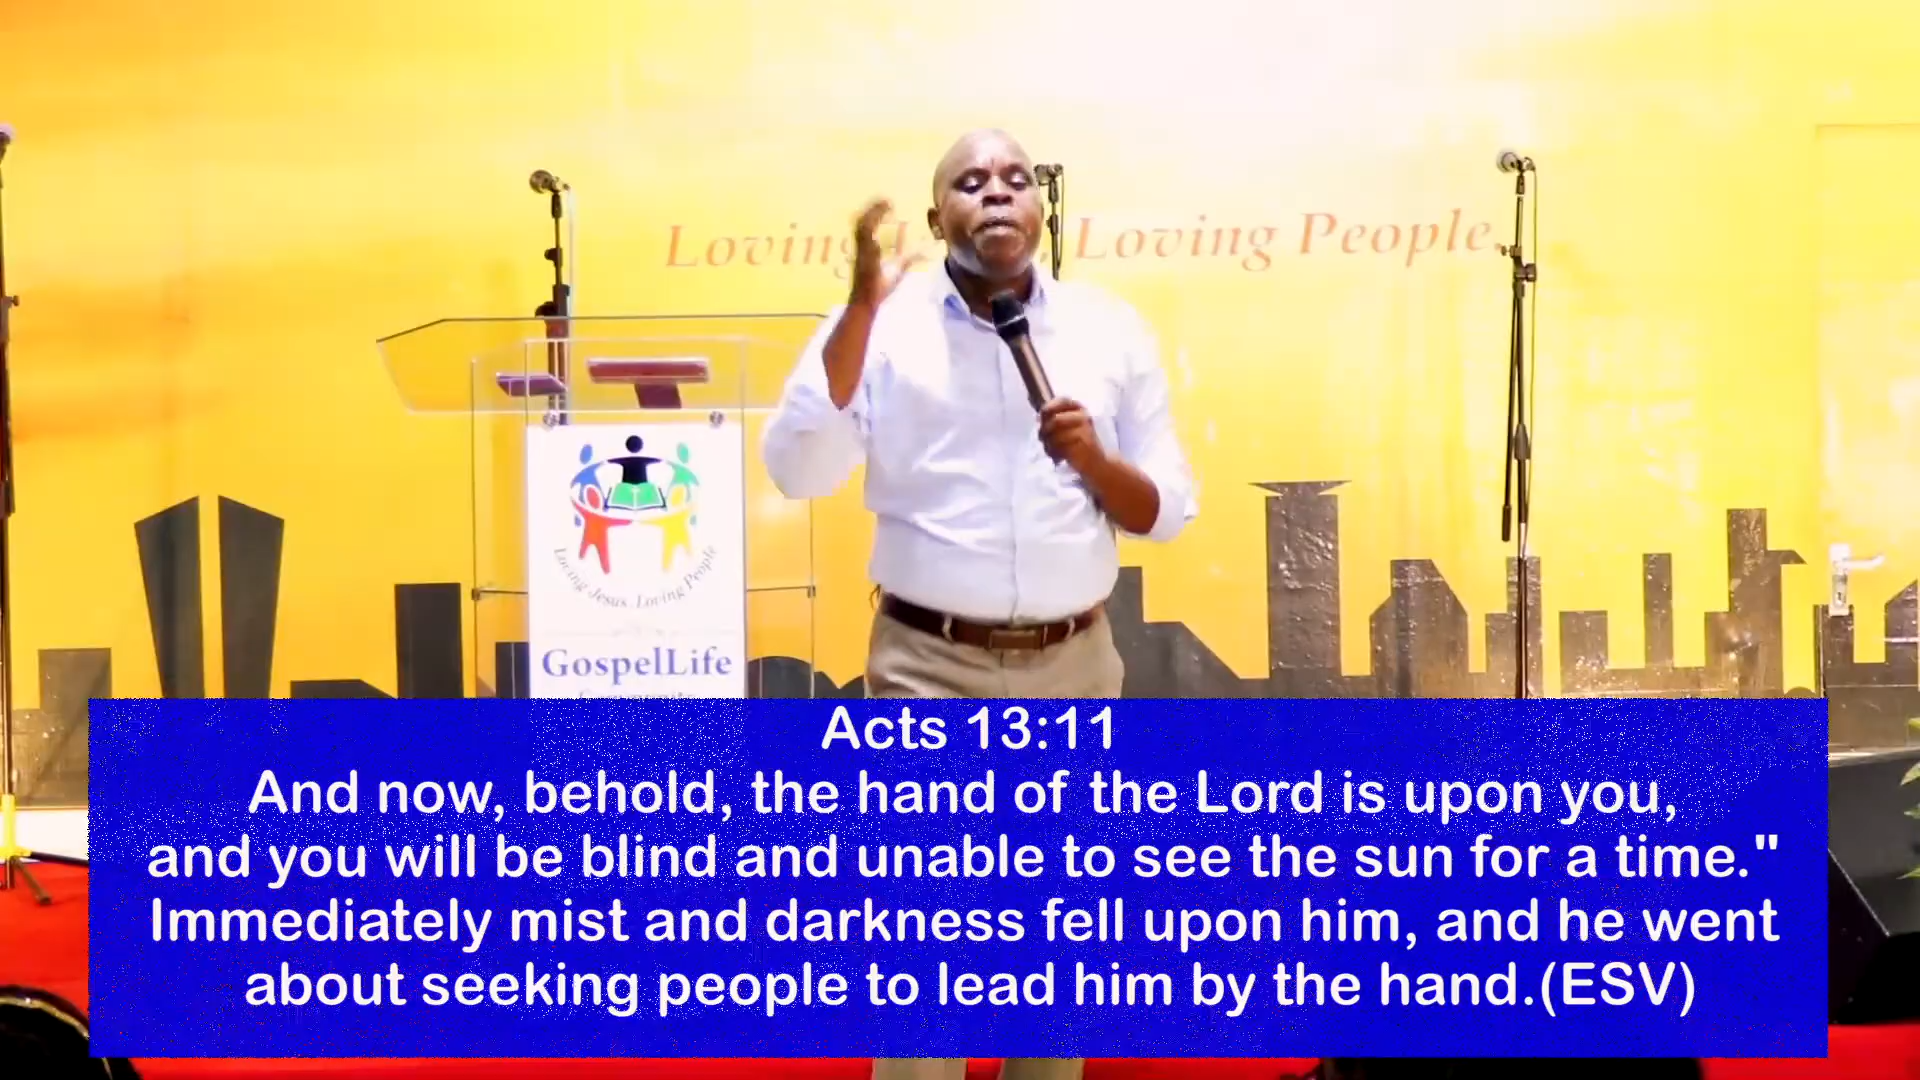 Loving Loving People.
Loving Jesus. Loving People
GospelLife
Acts 13:11
And now, behold, the hand of the Lord is upon you,
and you will be blind and unable to see the sun for a time."
Immediately mist and darkness fell upon him, and he went
about seeking people to lead him by the hand.(ESV)